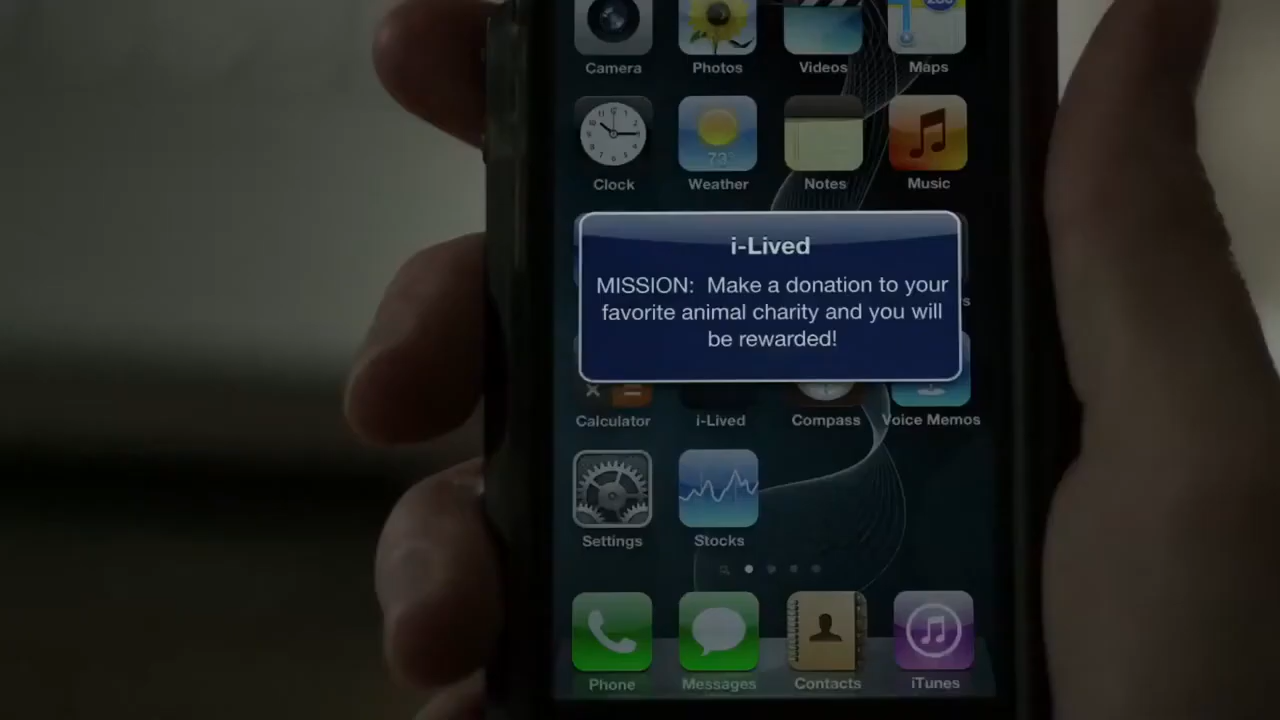 Camera Photos Videos Maps
73°
Clock Weather Notes Music
i-Lived
MISSION: Make a donation to your
favorite animal charity and you will
be rewarded!
Calculator i-Lived Compass Voice Memos
Settings Stocks
Phone Messages Contacts iTunes